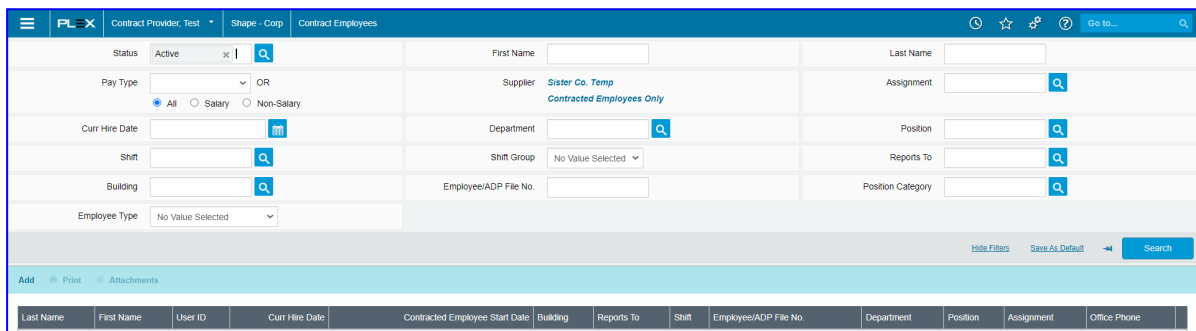 PLEX Contract Provider, Test Shape - Corp Contract Employees Go to...
Status Active First Name Last Name
Pay Type OR Supplier Sister Co. Temp Assignment
All Salary Non-Salary Contracted Employees Only
Curr Hire Date Department Position
Shift Shift Group No Value Selected Reports To
Building Employee/ADP File No. Position Category
Employee Type No Value Selected
Hide Filters Save As Default Search
Add Print Attachments
Last Name First Name User ID Curr Hire Date Contracted Employee Start Date Building Reports To Shift Employee/ADP File No. Department Position Assignment Office Phone